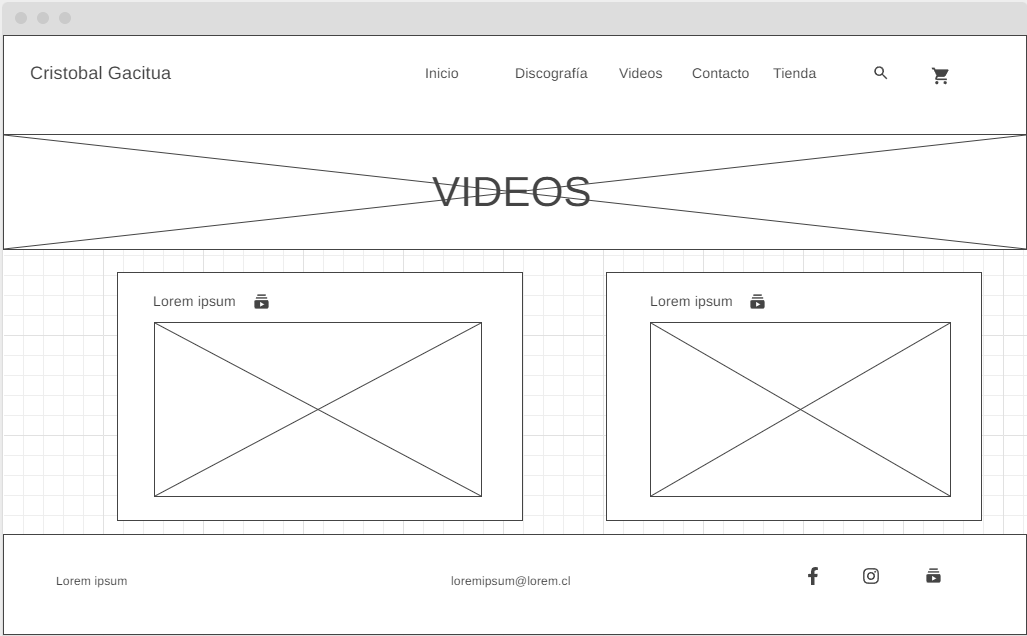 Cristobal Gacitua
Inicio Discografía Videos Contacto Tienda
VIDEOS
Lorem ipsum
Lorem ipsum
Lorem ipsum
loremipsum@lorem.cl